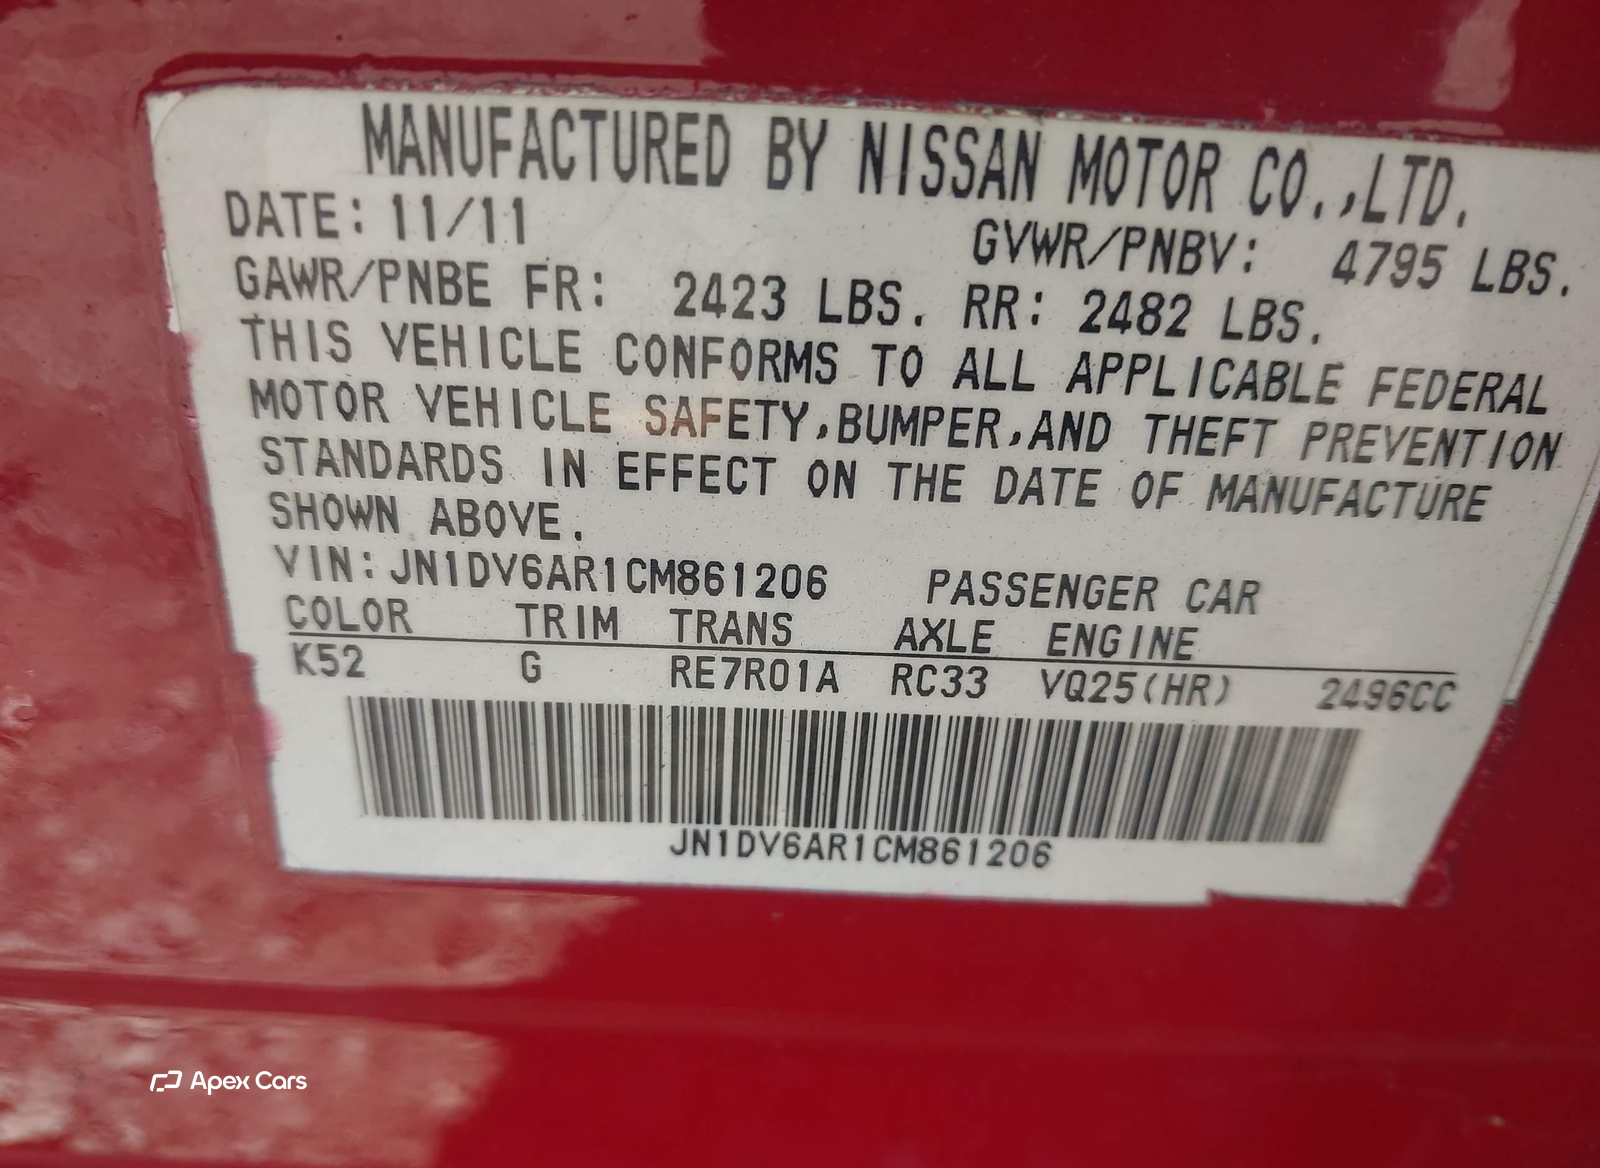 MANUFACTURED BY NISSAN MOTOR CO.,LTD.
DATE: 11/11 GVWR/PNBV: 4795 LBS.
GAWR/PNBE FR: 2423 LBS. RR: 2482 LBS.
THIS VEHICLE CONFORMS TO ALL APPLICABLE FEDERAL
MOTOR VEHICLE SAFETY,BUMPER,AND THEFT PREVENTION
STANDARDS IN EFFECT ON THE DATE OF MANUFACTURE
SHOWN ABOVE.
VIN: JN1DV6AR1CM861206 PASSENGER CAR
COLOR TRIM TRANS AXLE ENGINE
K52 G RE7R01A RC33 VQ25(HR) 2496CC
JN1DV6AR1CM861206
Apex Cars